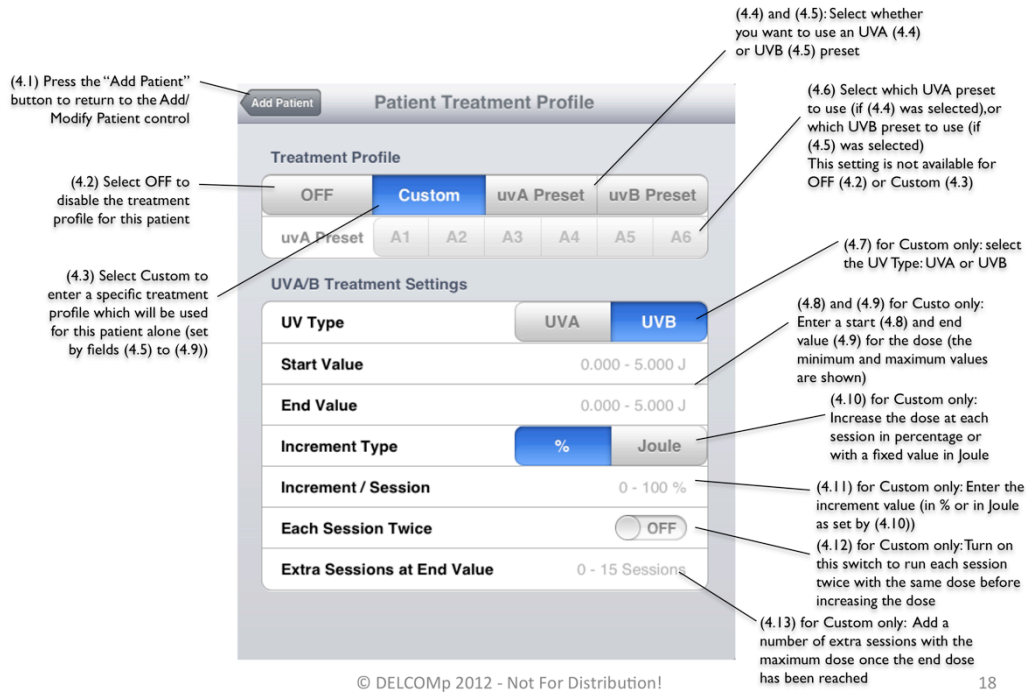 (4.4) and (4.5): Select whether
you want to use an UVA (4.4)
or UVB (4.5) preset
(4.1) Press the “Add Patient”
button to return to the Add/
Modify Patient control
Add Patient
Patient Treatment Profile
(4.6) Select which UVA preset
to use (if (4.4) was selected),or
which UVB preset to use (if
(4.5) was selected)
This setting is not available for
OFF (4.2) or Custom (4.3)
Treatment Profile
(4.2) Select OFF to
disable the treatment
profile for this patient
OFF Custom uvA Preset uvB Preset
uvA Preset A1 A2 A3 A4 A5 A6
(4.7) for Custom only: select
the UV Type: UVA or UVB
(4.3) Select Custom to
enter a specific treatment
profile which will be used
for this patient alone (set
by fields (4.5) to (4.9))
UVA/B Treatment Settings
UV Type UVA UVB
(4.8) and (4.9) for Custo only:
Enter a start (4.8) and end
value (4.9) for the dose (the
minimum and maximum values
are shown)
Start Value 0.000 - 5.000 J
End Value 0.000 - 5.000 J
(4.10) for Custom only:
Increase the dose at each
session in percentage or
with a fixed value in Joule
Increment Type % Joule
Increment / Session 0 - 100 %
(4.11) for Custom only: Enter the
increment value (in % or in Joule
as set by (4.10))
Each Session Twice OFF
(4.12) for Custom only: Turn on
this switch to run each session
twice with the same dose before
increasing the dose
Extra Sessions at End Value 0 - 15 Sessions
(4.13) for Custom only: Add a
number of extra sessions with the
maximum dose once the end dose
has been reached
© DELCOMp 2012 - Not For Distribution!
18